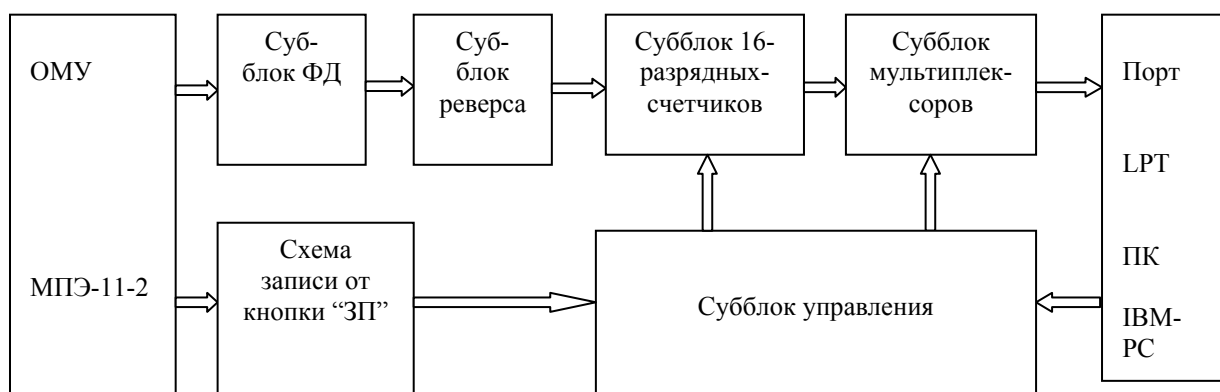 ОМУ
МПЭ-11-2
Суб-
блок ФД
Суб-
блок
реверса
Субблок 16-
разрядных-
счетчиков
Субблок
мультиплек-
соров
Порт
LPT
ПК
IBM-
PC
Схема
записи от
кнопки “ЗП”
Субблок управления